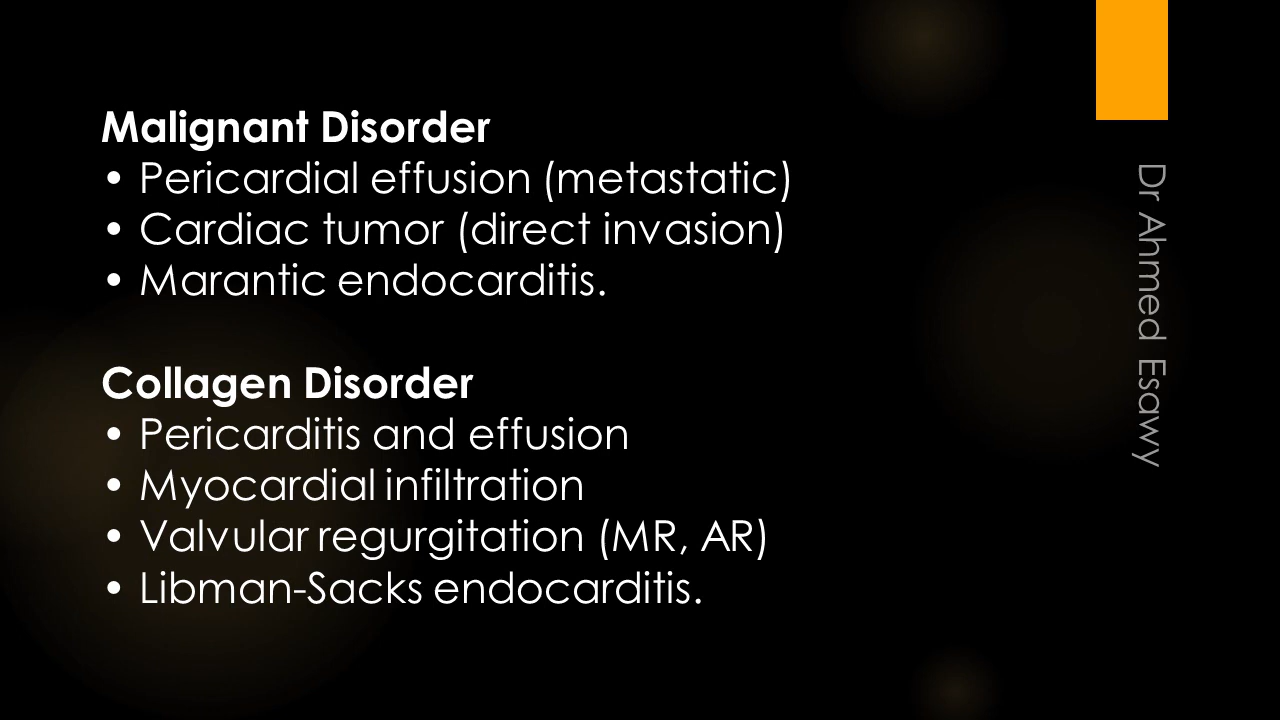 Malignant Disorder
• Pericardial effusion (metastatic)
• Cardiac tumor (direct invasion)
• Marantic endocarditis.
Collagen Disorder
• Pericarditis and effusion
• Myocardial infiltration
• Valvular regurgitation (MR, AR)
• Libman-Sacks endocarditis.
Dr Ahmed Esawy